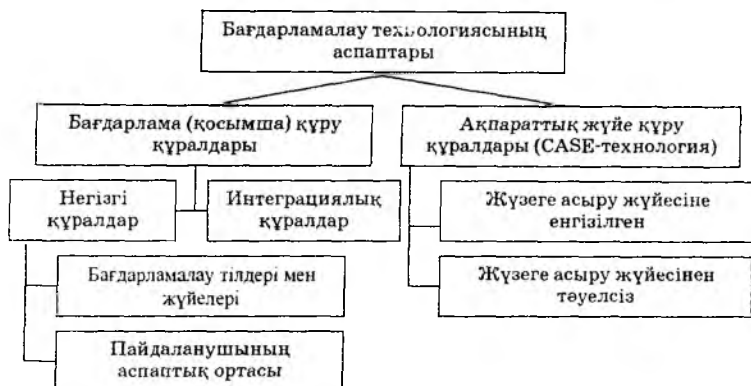 Бағдарламалау технологиясының
аспаптары
Бағдарлама (қосымша) құру
құралдары
Ақпараттық жүйе құру
құралдары (CASE-технология)
Негізгі
құралдар
Интеграциялық
құралдар
Жүзеге асыру жүйесіне
енгізілген
Бағдарламалау тілдері мен
жүйелері
Жүзеге асыру жүйесінен
тәуелсіз
Пайдаланушының
аспаптық ортасы